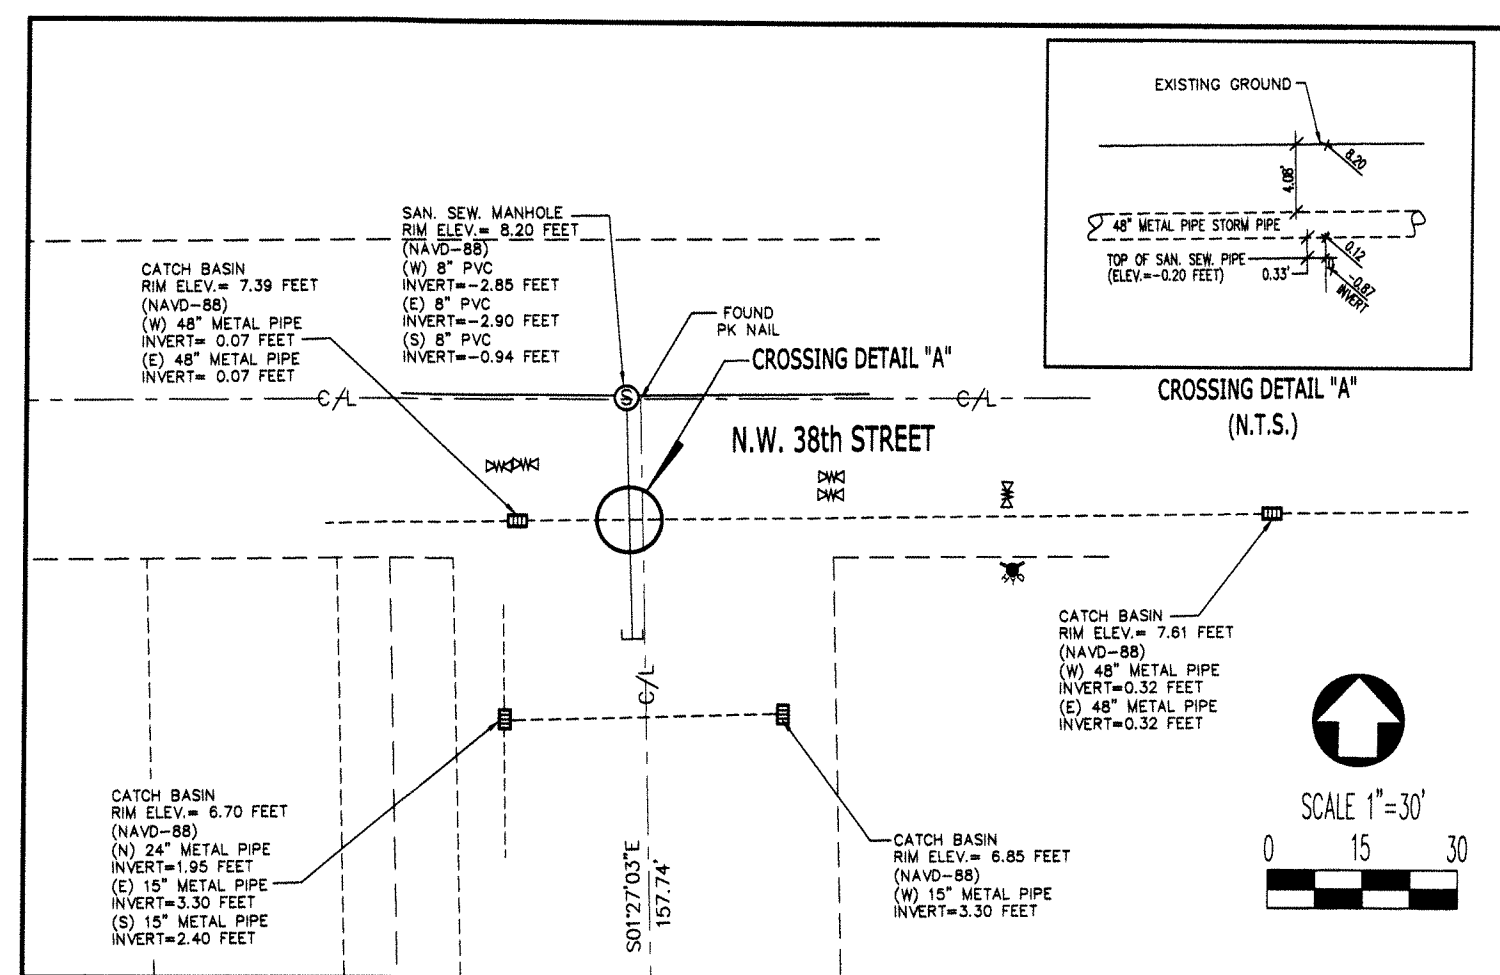 EXISTING GROUND
8.20
4.08'
48" METAL PIPE STORM PIPE
0.12
TOP OF SAN. SEW. PIPE
(ELEV.=-0.20 FEET)
0.33'
-0.87
INVERT
CROSSING DETAIL "A"
(N.T.S.)
SAN. SEW. MANHOLE
RIM ELEV.= 8.20 FEET
(NAVD-88)
(W) 8" PVC
INVERT=-2.85 FEET
(E) 8" PVC
INVERT=-2.90 FEET
(S) 8" PVC
INVERT=-0.94 FEET
CATCH BASIN
RIM ELEV.= 7.39 FEET
(NAVD-88)
(W) 48" METAL PIPE
INVERT= 0.07 FEET
(E) 48" METAL PIPE
INVERT= 0.07 FEET
FOUND
PK NAIL
CROSSING DETAIL "A"
C/L
S
C/L
N.W. 38th STREET
HYD
CATCH BASIN
RIM ELEV.= 7.61 FEET
(NAVD-88)
(W) 48" METAL PIPE
INVERT=0.32 FEET
(E) 48" METAL PIPE
INVERT=0.32 FEET
C/L
CATCH BASIN
RIM ELEV.= 6.70 FEET
(NAVD-88)
(N) 24" METAL PIPE
INVERT=1.95 FEET
(E) 15" METAL PIPE
INVERT=3.30 FEET
(S) 15" METAL PIPE
INVERT=2.40 FEET
S01°27'03"E
157.74'
CATCH BASIN
RIM ELEV.= 6.85 FEET
(NAVD-88)
(W) 15" METAL PIPE
INVERT=3.30 FEET
SCALE 1"=30'
0 15 30